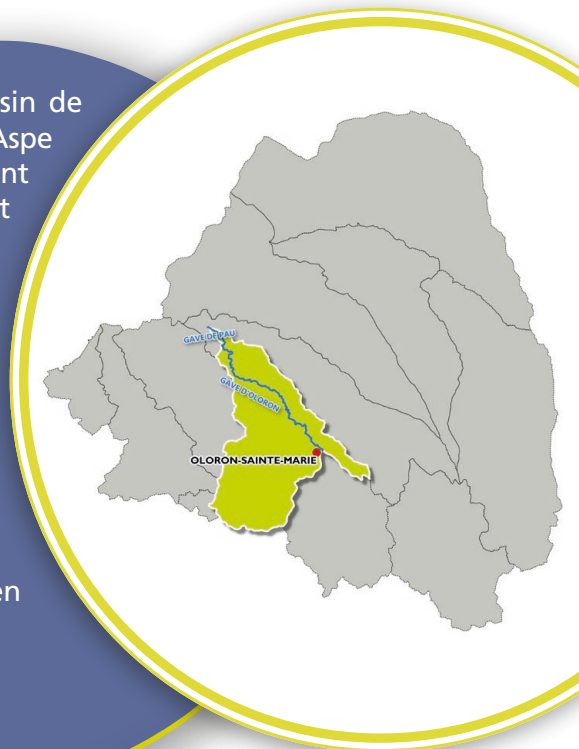 sin de
Aspe
nt
t
en
GAVE DE PAU
GAVE D'OLORON
OLORON-SAINTE-MARIE